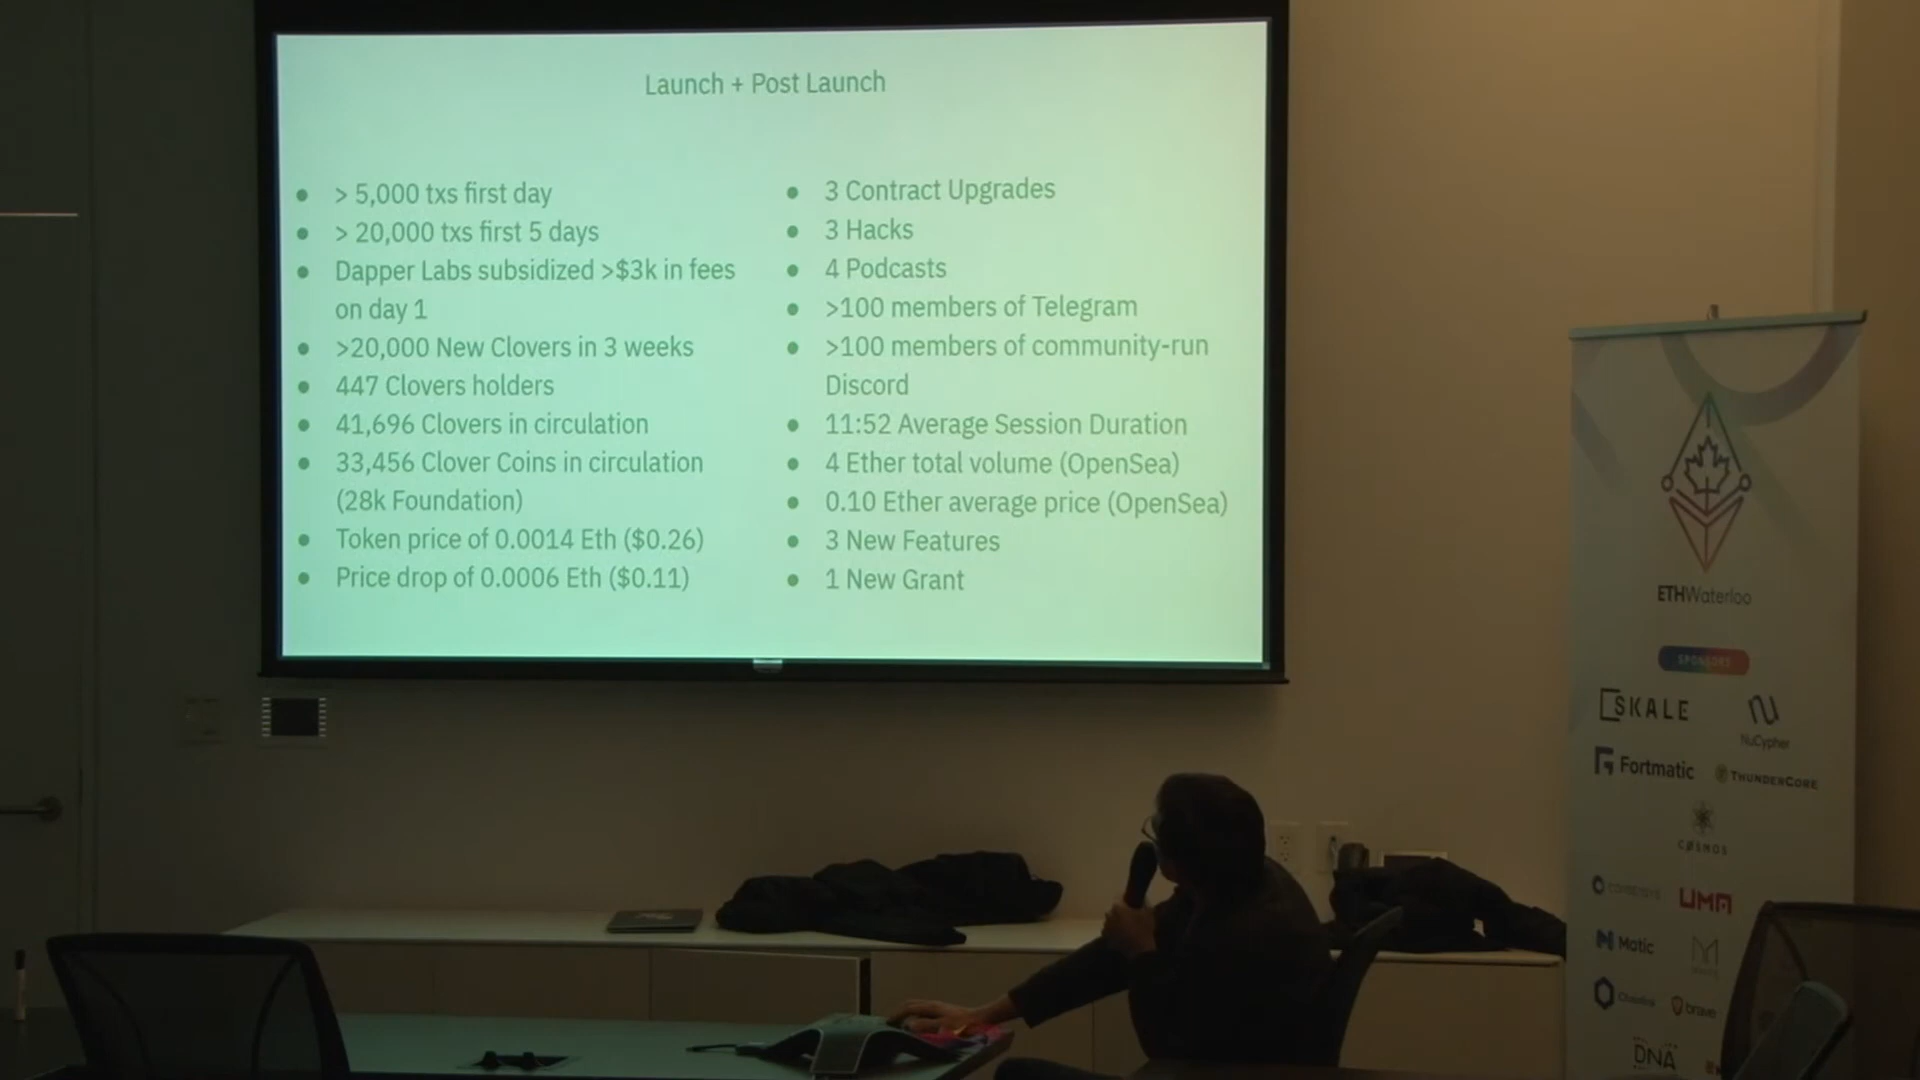 Launch + Post Launch
> 5,000 txs first day
> 20,000 txs first 5 days
Dapper Labs subsidized >$3k in fees
on day 1
>20,000 New Clovers in 3 weeks
447 Clovers holders
41,696 Clovers in circulation
33,456 Clover Coins in circulation
(28k Foundation)
Token price of 0.0014 Eth ($0.26)
Price drop of 0.0006 Eth ($0.11)
3 Contract Upgrades
3 Hacks
4 Podcasts
>100 members of Telegram
>100 members of community-run
Discord
11:52 Average Session Duration
4 Ether total volume (OpenSea)
0.10 Ether average price (OpenSea)
3 New Features
1 New Grant
ETHWaterloo
SPONSORS
SKALE
NuCypher
Fortmatic
THUNDERCORE
COSMOS
UMA
Matic
brave
DNA